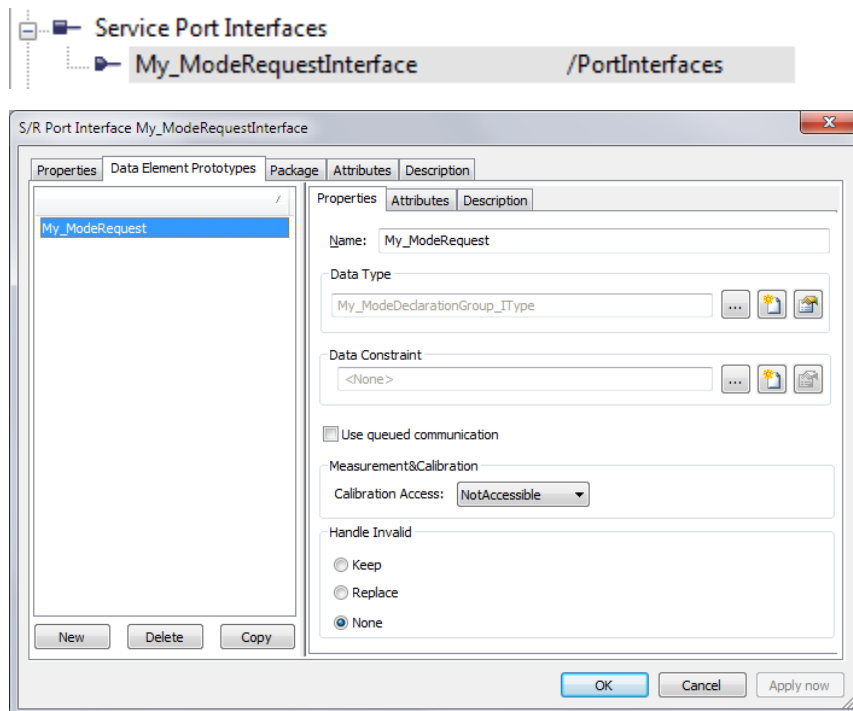 Service Port Interfaces
My_ModeRequestInterface /PortInterfaces
S/R Port Interface My_ModeRequestInterface
Properties Data Element Prototypes Package Attributes Description
/
My_ModeRequest
New Delete Copy
Properties Attributes Description
Name: My_ModeRequest
Data Type
My_ModeDeclarationGroup_IType ...
Data Constraint
<None> ...
Use queued communication
Measurement&Calibration
Calibration Access: NotAccessible
Handle Invalid
Keep
Replace
None
OK Cancel Apply now